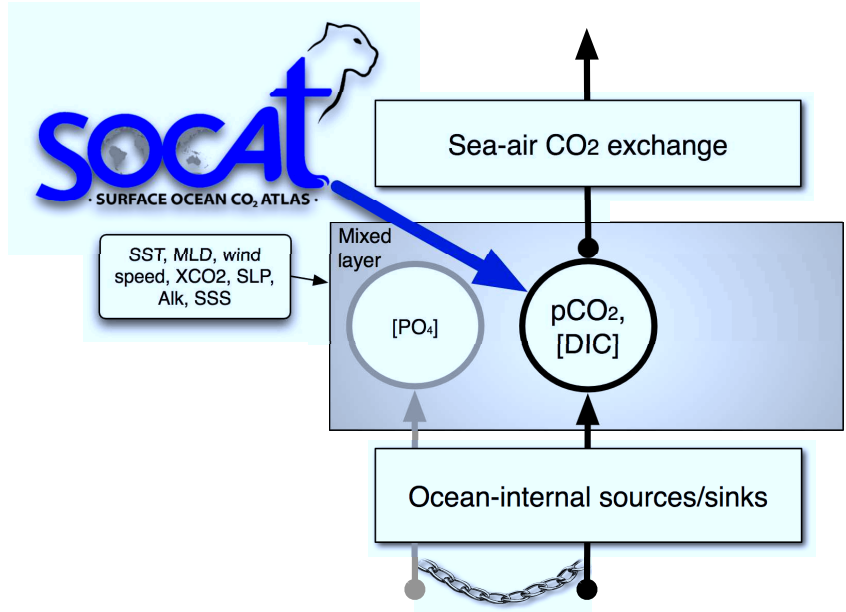 SOCAt
· SURFACE OCEAN CO₂ ATLAS ·
Sea-air CO2 exchange
SST, MLD, wind
speed, XCO2, SLP,
Alk, SSS
Mixed
layer
[PO₄]
pCO2,
[DIC]
Ocean-internal sources/sinks